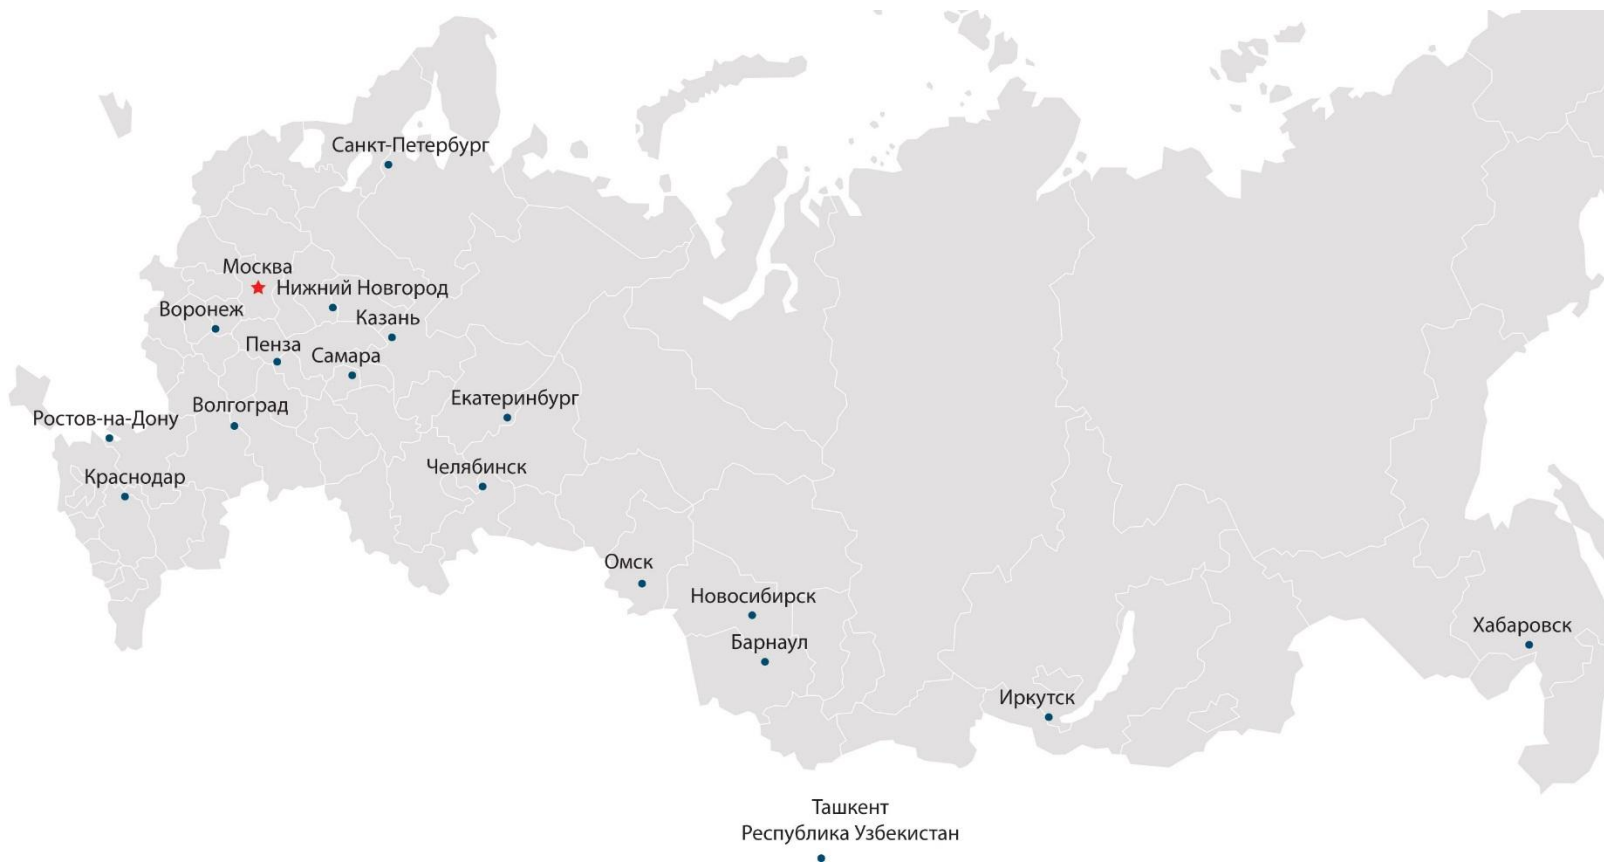 Санкт-Петербург
Москва
Нижний Новгород
Воронеж
Казань
Пенза
Самара
Екатеринбург
Волгоград
Ростов-на-Дону
Челябинск
Краснодар
Омск
Новосибирск
Хабаровск
Барнаул
Иркутск
Ташкент
Республика Узбекистан